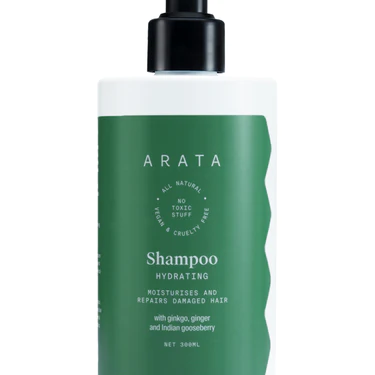 ARATA
ALL NATURAL
NO
TOXIC
STUFF
VEGAN & CRUELTY FREE
Shampoo
HYDRATING
MOISTURISES AND
REPAIRS DAMAGED HAIR
with ginkgo, ginger
and Indian gooseberry
NET 300ML